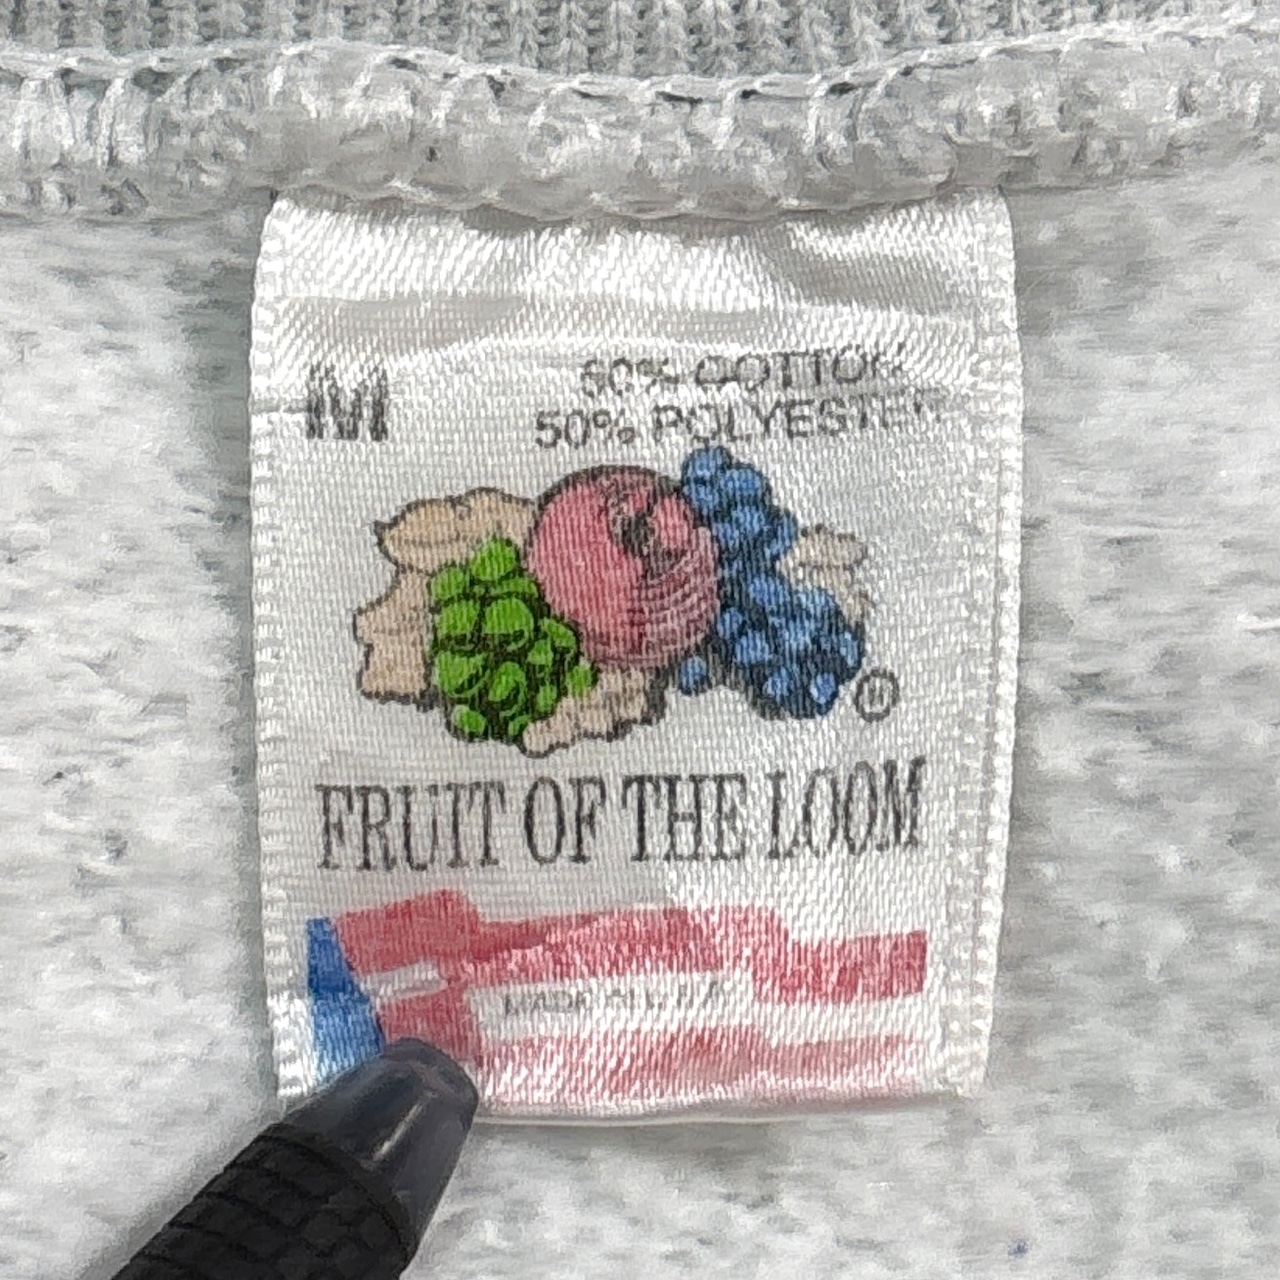 M
50% COTTON
50% POLYESTER
FRUIT OF THE LOOM
MADE IN U.S.A.